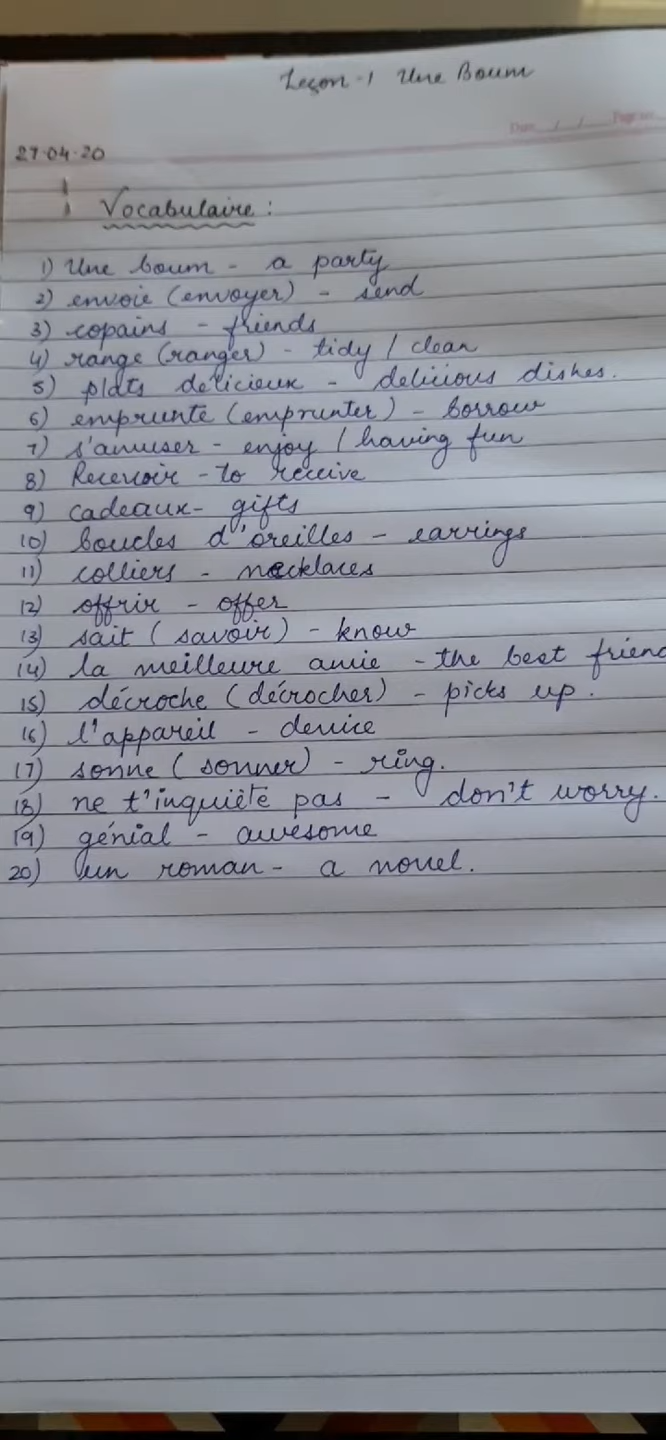 Leçon-1 Une Boum
Date / / Page no
27.04.20
Vocabulaire :
1) Une boum - a party
2) envoie (envoyer) - send
3) copains - friends
4) range (ranger) - tidy / clean
5) plats delicieux - delicious dishes.
6) emprunte (emprunter) - borrow
7) s'amuser - enjoy / having fun
8) Recevoir - to receive
9) cadeaux - gifts
10) boucles d'oreilles - earrings
11) colliers - necklaces
12) offrir - offer
13) sait (savoir) - know
14) la meilleure amie - the best friend
15) décroche (décrocher) - picks up.
16) l'appareil - device
17) sonne (sonner) - ring.
18) ne t'inquiète pas - don't worry.
19) génial - awesome
20) un roman - a novel.